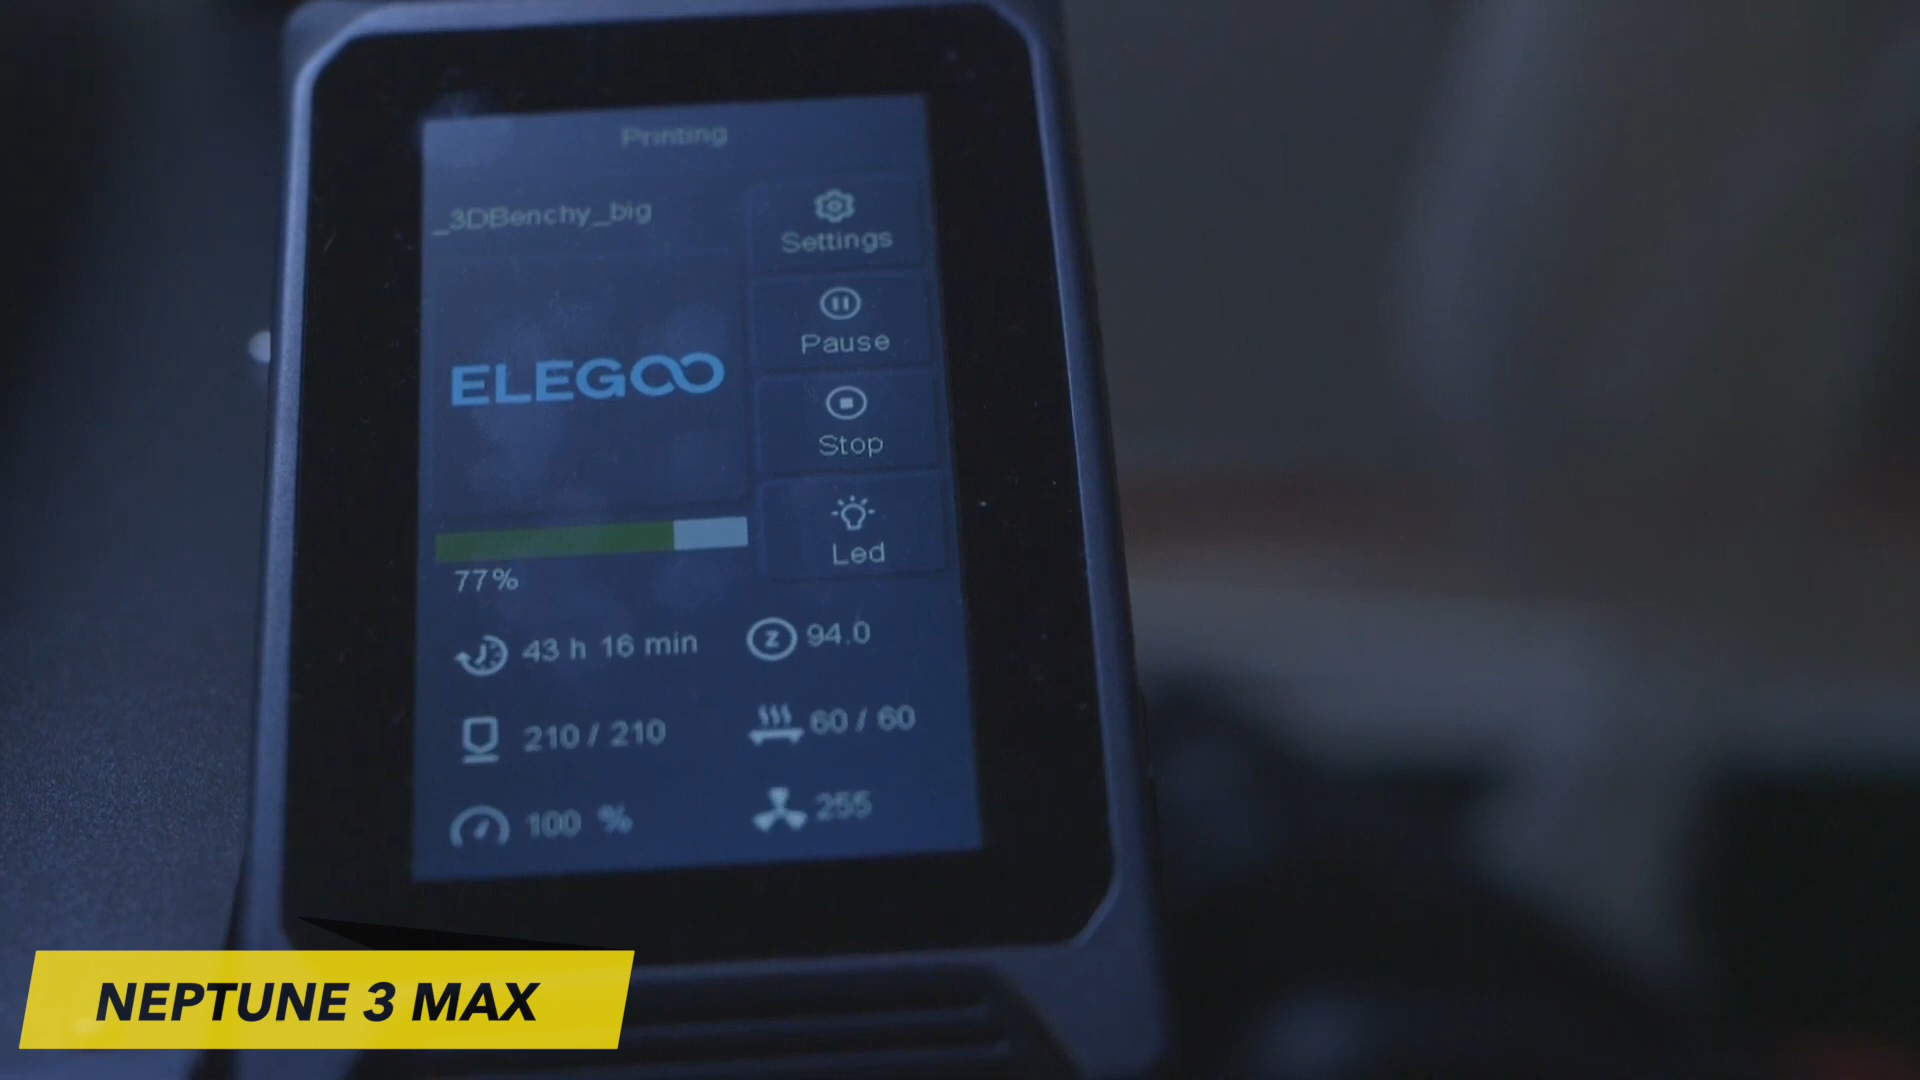 Printing
_3DBenchy_big
Settings
Pause
ELEGOO
Stop
Led
77%
43 h 16 min
Z 94.0
210 / 210
60 / 60
100 %
255
NEPTUNE 3 MAX